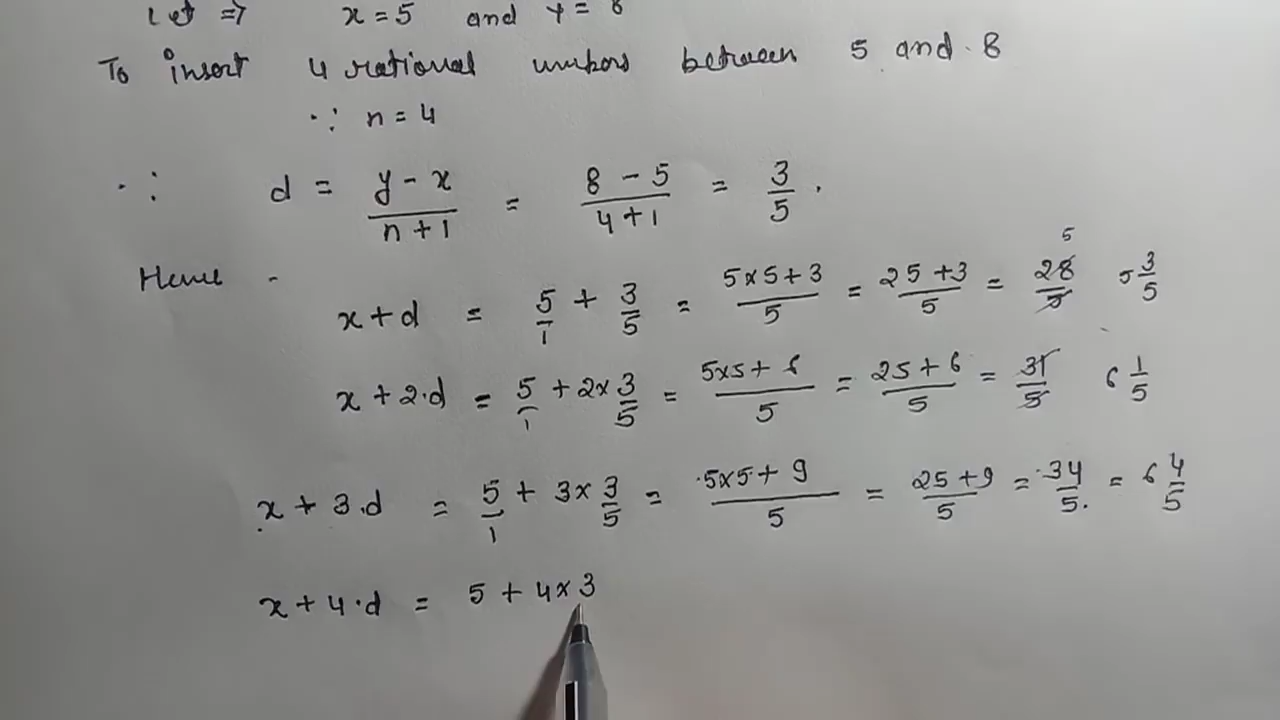 Let => x = 5 and y = 8
To insert 4 rational numbers between 5 and 8
∵ n = 4
∵ d = y - x / n + 1 = 8 - 5 / 4 + 1 = 3/5 .
Hence -
x + d = 5/1 + 3/5 = 5×5+3 / 5 = 25+3 / 5 = 28/5 5 5 3/5
x + 2·d = 5/1 + 2×3/5 = 5×5+6 / 5 = 25+6 / 5 = 31/5 6 1/5
x + 3·d = 5/1 + 3×3/5 = 5×5+9 / 5 = 25+9 / 5 = 34/5 = 6 4/5
x + 4·d = 5 + 4×3